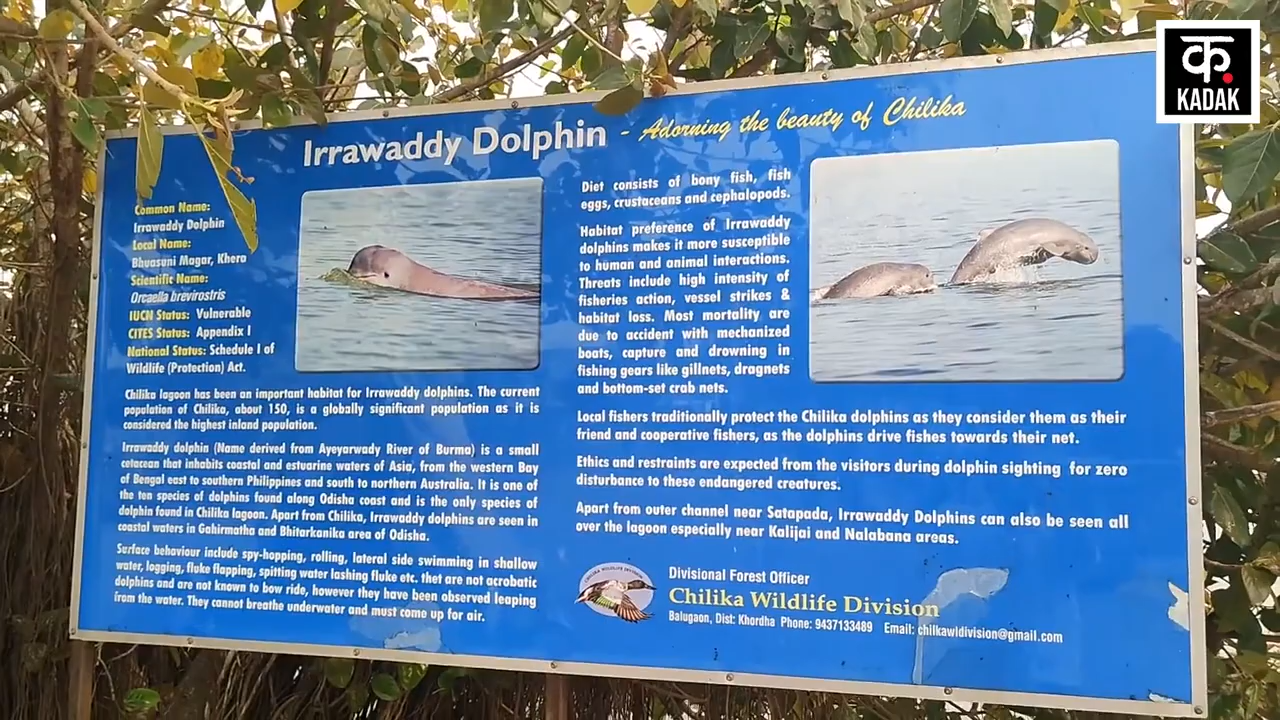 क
KADAK
Irrawaddy Dolphin - Adorning the beauty of Chilika
Common Name:
Irrawaddy Dolphin
Local Name:
Bhuasuni Magar, Khera
Scientific Name:
Orcaella brevirostris
IUCN Status: Vulnerable
CITES Status: Appendix I
National Status: Schedule I of
Wildlife (Protection) Act.
Chilika lagoon has been an important habitat for Irrawaddy dolphins. The current
population of Chilika, about 150, is a globally significant population as it is
considered the highest inland population.
Irrawaddy dolphin (Name derived from Ayeyarwady River of Burma) is a small
cetacean that inhabits coastal and estuarine waters of Asia, from the western Bay
of Bengal east to southern Philippines and south to northern Australia. It is one of
the ten species of dolphins found along Odisha coast and is the only species of
dolphin found in Chilika lagoon. Apart from Chilika, Irrawaddy dolphins are seen in
coastal waters in Gahirmatha and Bhitarkanika area of Odisha.
Surface behaviour include spy-hopping, rolling, lateral side swimming in shallow
water, logging, fluke flapping, spitting water lashing fluke etc. thet are not acrobatic
dolphins and are not known to bow ride, however they have been observed leaping
from the water. They cannot breathe underwater and must come up for air.
Diet consists of bony fish, fish
eggs, crustaceans and cephalopods.
Habitat preference of Irrawaddy
dolphins makes it more susceptible
to human and animal interactions.
Threats include high intensity of
fisheries action, vessel strikes &
habitat loss. Most mortality are
due to accident with mechanized
boats, capture and drowning in
fishing gears like gillnets, dragnets
and bottom-set crab nets.
Local fishers traditionally protect the Chilika dolphins as they consider them as their
friend and cooperative fishers, as the dolphins drive fishes towards their net.
Ethics and restraints are expected from the visitors during dolphin sighting for zero
disturbance to these endangered creatures.
Apart from outer channel near Satapada, Irrawaddy Dolphins can also be seen all
over the lagoon especially near Kalijai and Nalabana areas.
CHILIKA WILDLIFE DIVISION
Divisional Forest Officer
Chilika Wildlife Division
Balugaon, Dist: Khordha Phone: 9437133489 Email: chilkawldivision@gmail.com